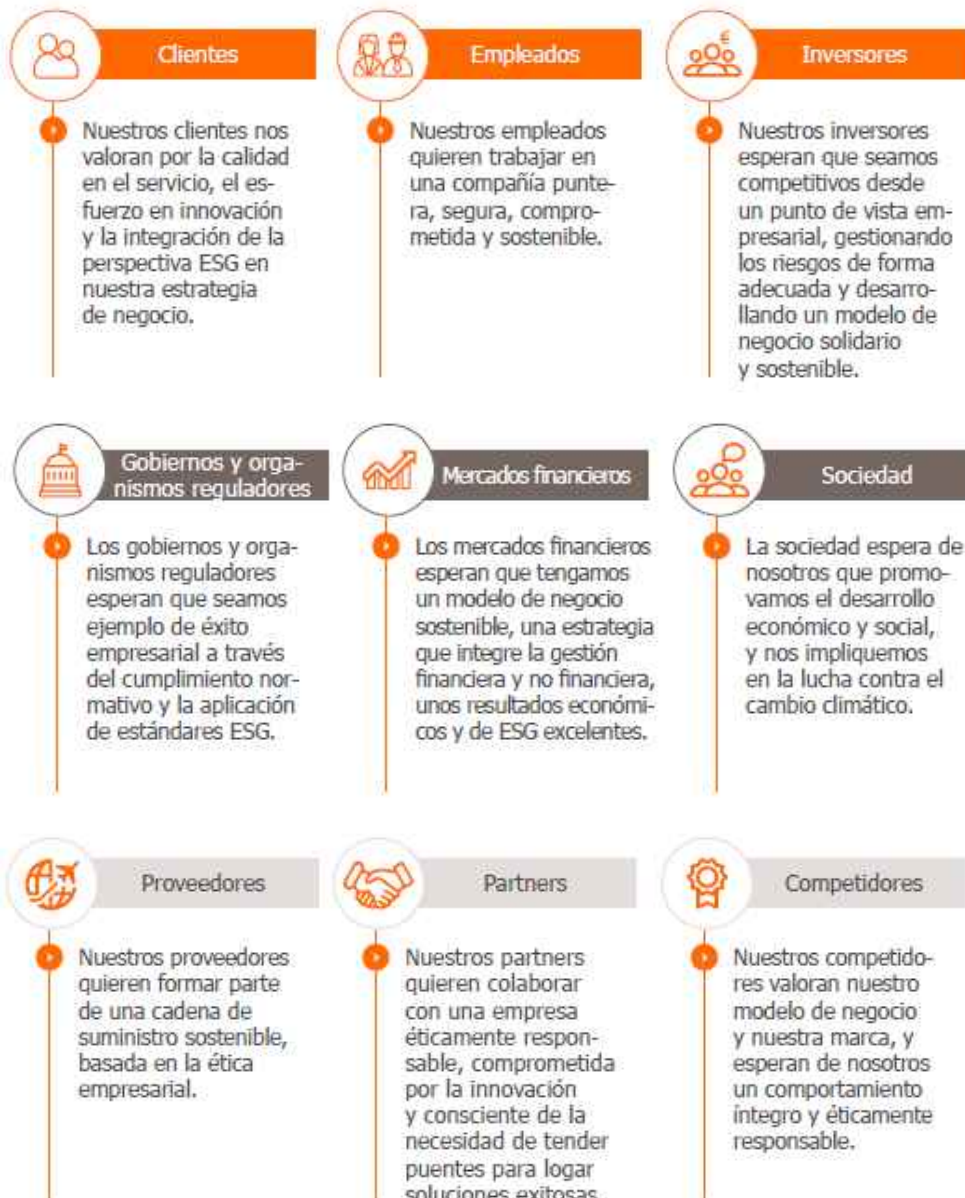 Clientes
Nuestros clientes nos
valoran por la calidad
en el servicio, el es-
fuerzo en innovación
y la integración de la
perspectiva ESG en
nuestra estrategia
de negocio.
Empleados
Nuestros empleados
quieren trabajar en
una compañía punte-
ra, segura, compro-
metida y sostenible.
Inversores
Nuestros inversores
esperan que seamos
competitivos desde
un punto de vista em-
presarial, gestionando
los riesgos de forma
adecuada y desarro-
llando un modelo de
negocio solidario
y sostenible.
Gobiernos y orga-
nismos reguladores
Los gobiernos y orga-
nismos reguladores
esperan que seamos
ejemplo de éxito
empresarial a través
del cumplimiento nor-
mativo y la aplicación
de estándares ESG.
Mercados financieros
Los mercados financieros
esperan que tengamos
un modelo de negocio
sostenible, una estrategia
que integre la gestión
financiera y no financiera,
unos resultados económi-
cos y de ESG excelentes.
Sociedad
La sociedad espera de
nosotros que promo-
vamos el desarrollo
económico y social,
y nos impliquemos
en la lucha contra el
cambio climático.
Proveedores
Nuestros proveedores
quieren formar parte
de una cadena de
suministro sostenible,
basada en la ética
empresarial.
Partners
Nuestros partners
quieren colaborar
con una empresa
éticamente respon-
sable, comprometida
por la innovación
y consciente de la
necesidad de tender
puentes para logar
soluciones exitosas
Competidores
Nuestros competido-
res valoran nuestro
modelo de negocio
y nuestra marca, y
esperan de nosotros
un comportamiento
íntegro y éticamente
responsable.